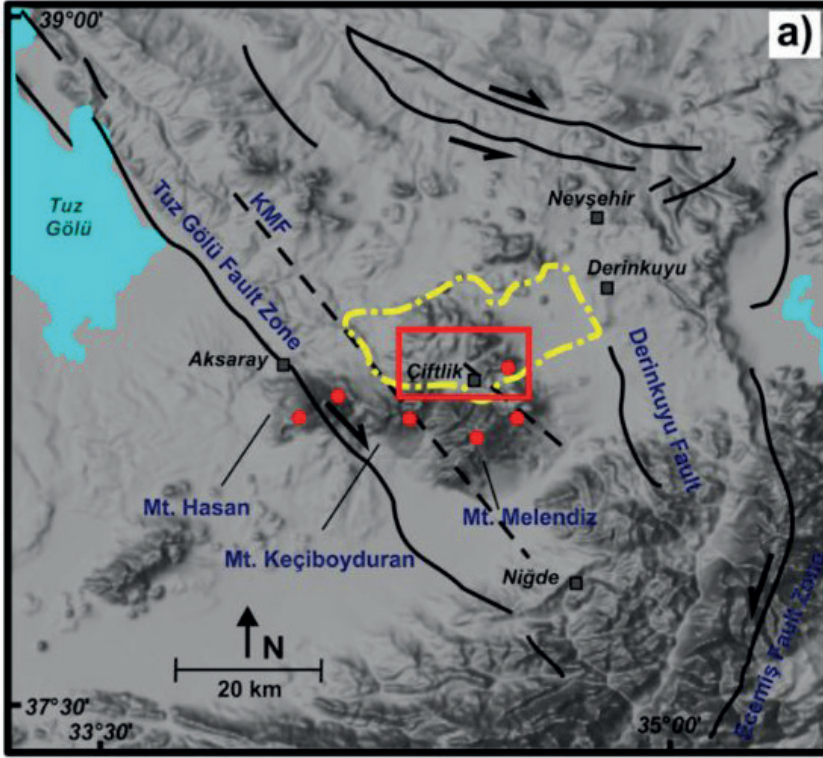 39°00'
a)
Tuz
Gölü
KMF
Tuz Gölü Fault Zone
Nevşehir
Derinkuyu
Aksaray
Çiftlik
Derinkuyu Fault
Mt. Hasan
Mt. Melendiz
Mt. Keçiboyduran
Niğde
N
20 km
Ecemiş Fault Zone
37°30'
33°30'
35°00'